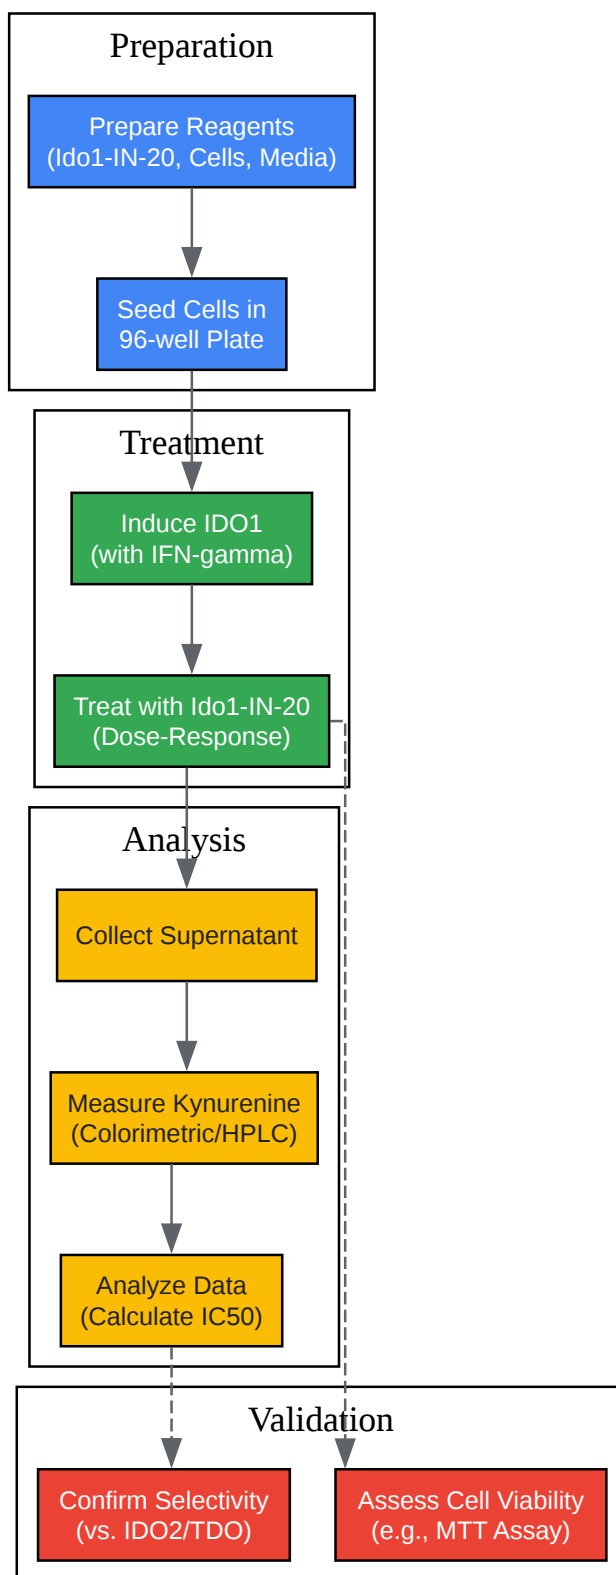 Preparation
Prepare Reagents
(Ido1-IN-20, Cells, Media)
Seed Cells in
96-well Plate
Treatment
Induce IDO1
(with IFN-gamma)
Treat with Ido1-IN-20
(Dose-Response)
Analysis
Collect Supernatant
Measure Kynurenine
(Colorimetric/HPLC)
Analyze Data
(Calculate IC50)
Validation
Confirm Selectivity
(vs. IDO2/TDO)
Assess Cell Viability
(e.g., MTT Assay)